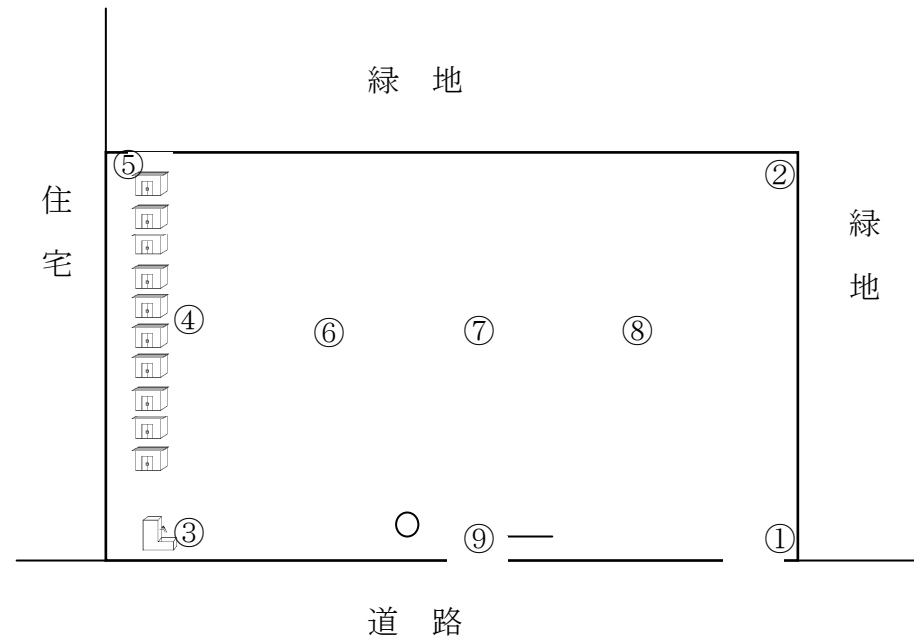 緑 地
⑤
②
住
宅
緑
地
④
⑥
⑦
⑧
③
⑨
①
道 路